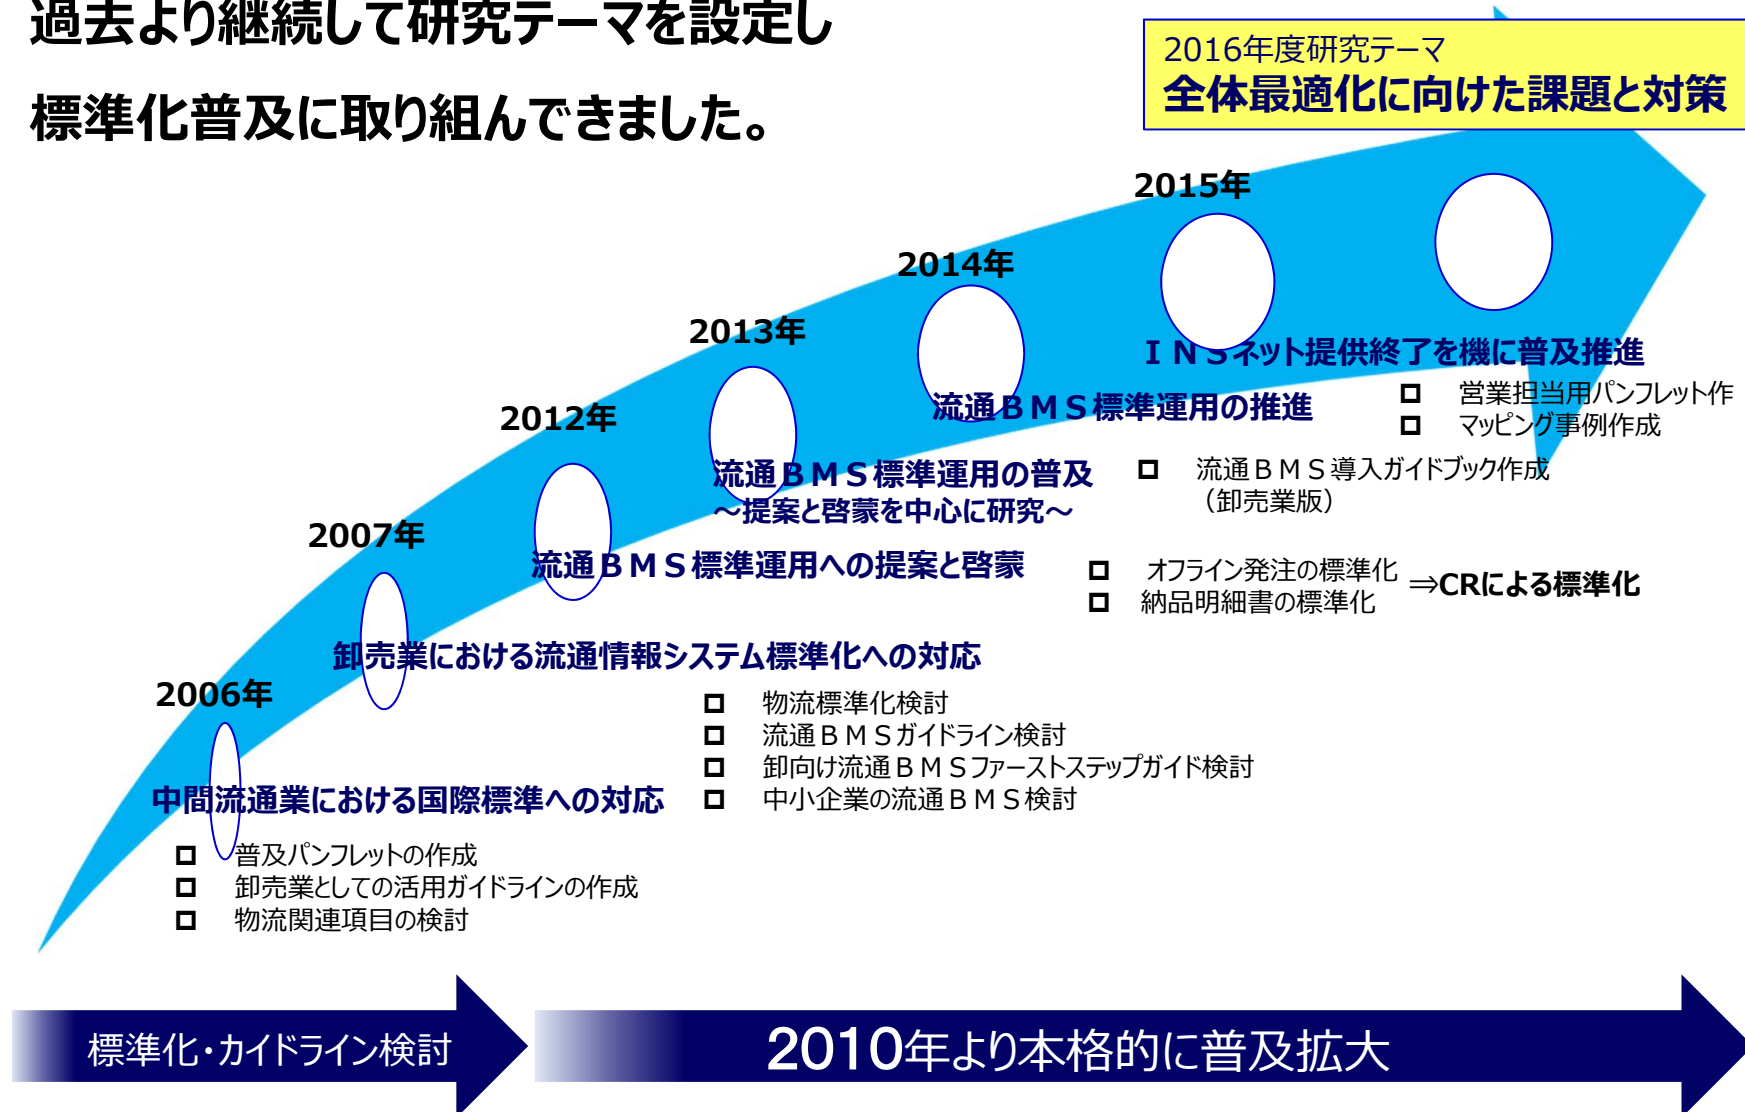 過去より継続して研究テーマを設定し
標準化普及に取り組んできました。
2016年度研究テーマ
全体最適化に向けた課題と対策
2015年
2014年
2013年
2012年
2007年
2006年
ＩＮＳネット提供終了を機に普及推進
営業担当用パンフレット作
マッピング事例作成
流通ＢＭＳ標準運用の推進
流通ＢＭＳ導入ガイドブック作成
（卸売業版）
流通ＢＭＳ標準運用の普及
～提案と啓蒙を中心に研究～
流通ＢＭＳ標準運用への提案と啓蒙
オフライン発注の標準化
納品明細書の標準化
⇒CRによる標準化
卸売業における流通情報システム標準化への対応
物流標準化検討
流通ＢＭＳガイドライン検討
卸向け流通ＢＭＳファーストステップガイド検討
中小企業の流通ＢＭＳ検討
中間流通業における国際標準への対応
普及パンフレットの作成
卸売業としての活用ガイドラインの作成
物流関連項目の検討
標準化・カイドライン検討
２０１０年より本格的に普及拡大